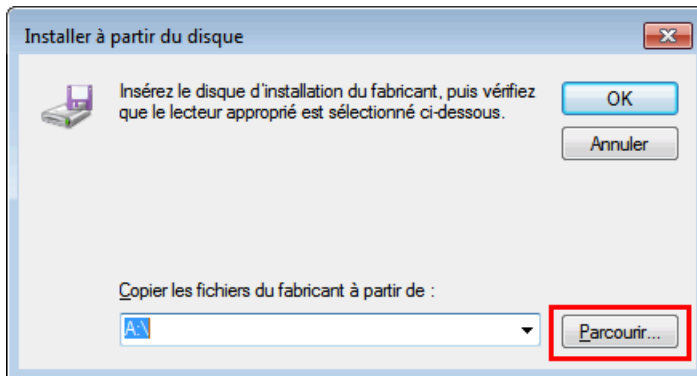 Installer à partir du disque
Insérez le disque d'installation du fabricant, puis vérifiez
que le lecteur approprié est sélectionné ci-dessous.
OK
Annuler
Copier les fichiers du fabricant à partir de :
A:\
Parcourir...